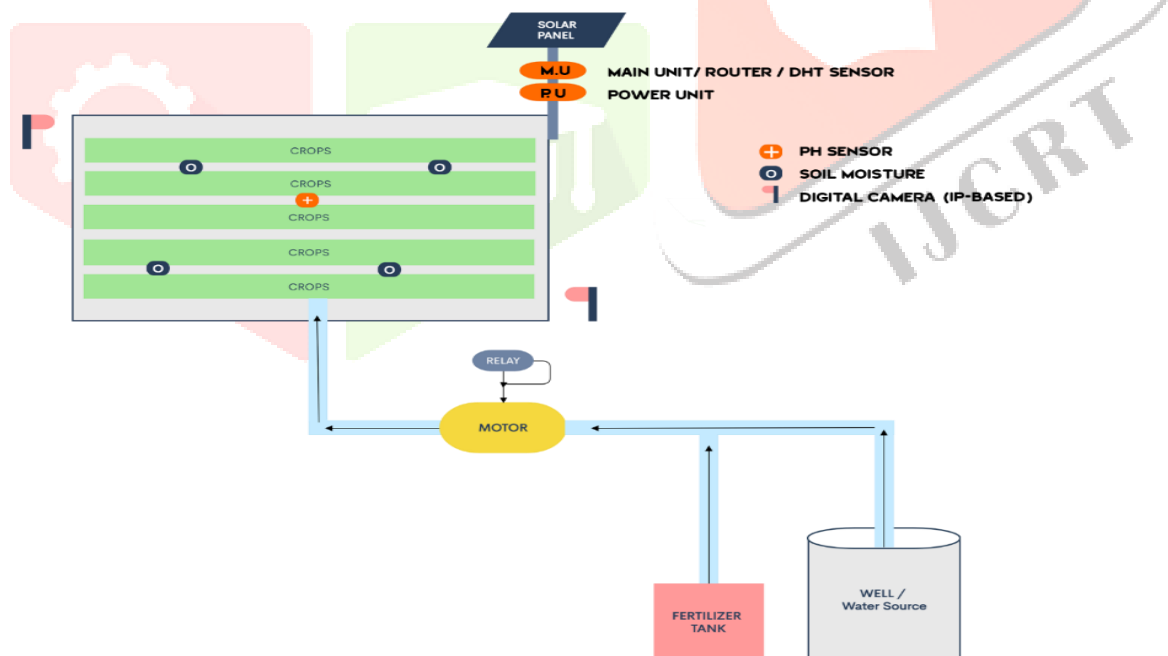 SOLAR
PANEL
M.U
MAIN UNIT/ ROUTER / DHT SENSOR
P.U
POWER UNIT
PH SENSOR
SOIL MOISTURE
DIGITAL CAMERA (IP-BASED)
IJCRT
CROPS
CROPS
CROPS
CROPS
CROPS
RELAY
MOTOR
FERTILIZER
TANK
WELL /
Water Source